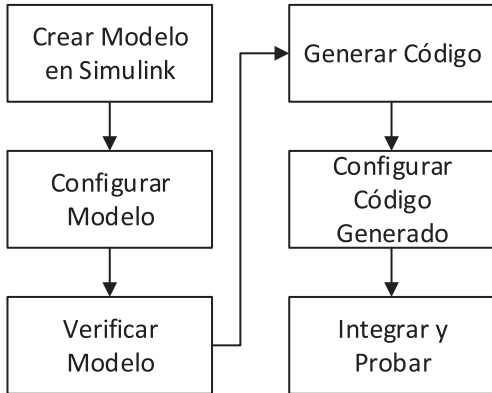 Crear Modelo
en Simulink
Configurar
Modelo
Verificar
Modelo
Generar Código
Configurar
Código
Generado
Integrar y
Probar